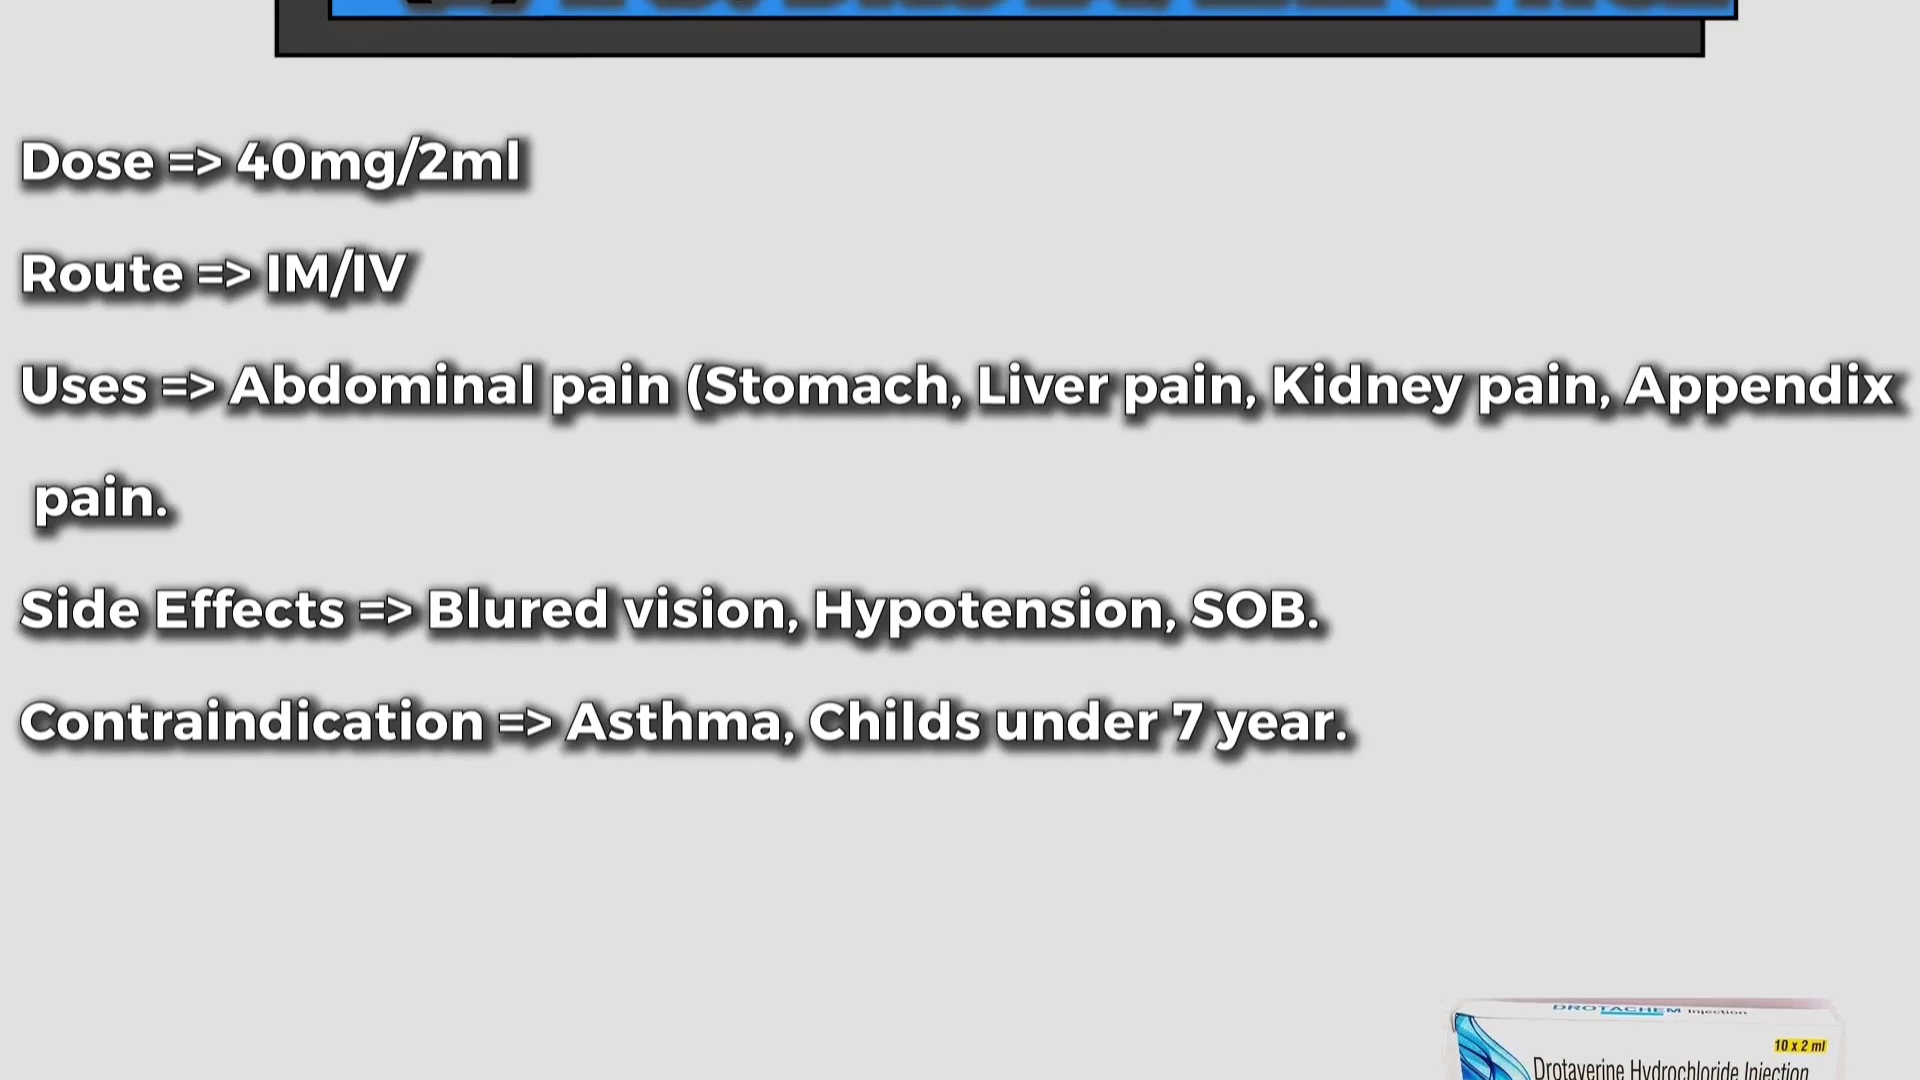 Dose => 40mg/2ml
Route => IM/IV
Uses => Abdominal pain (Stomach, Liver pain, Kidney pain, Appendix
pain.
Side Effects => Blured vision, Hypotension, SOB.
Contraindication => Asthma, Childs under 7 year.
DROTACHEM Injection
10 x 2 ml
Drotaverine Hydrochloride Injection